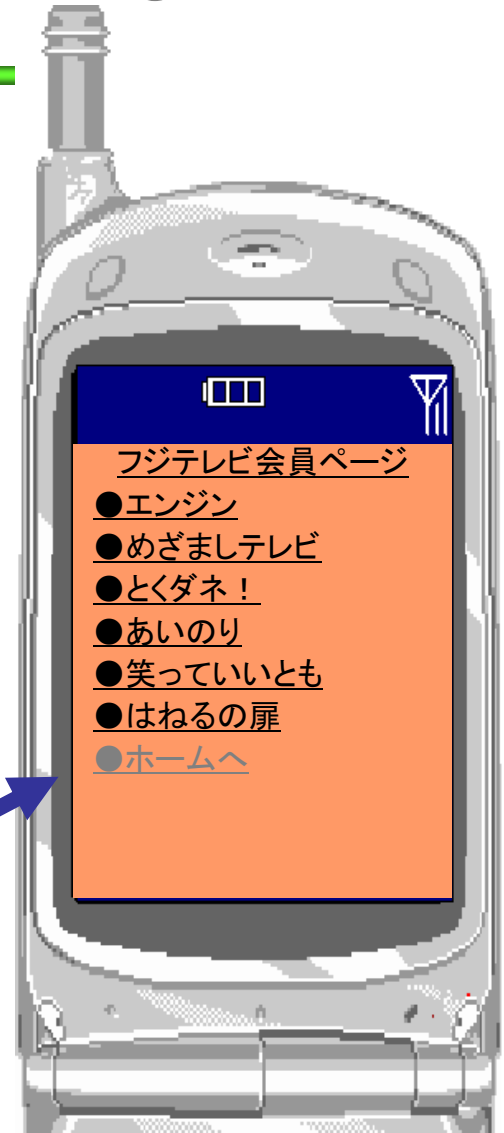 フジテレビ会員ページ
●エンジン
●めざましテレビ
●とくダネ！
●あいのり
●笑っていいとも
●はねるの扉
●ホームへ